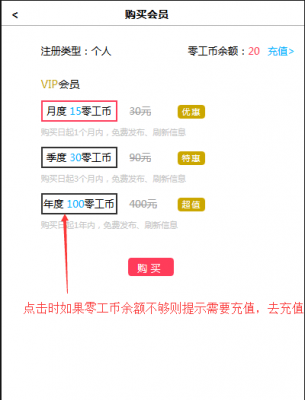 < 购买会员
注册类型：个人 零工币余额：20 充值>
VIP会员
月度 15零工币 30元 优惠
购买日起1个月内，免费发布、刷新信息
季度 30零工币 90元 特惠
购买日起3个月内，免费发布、刷新信息
年度 100零工币 400元 超值
购买日起1年内，免费发布、刷新信息
购 买
点击时如果零工币余额不够则提示需要充值，去充值